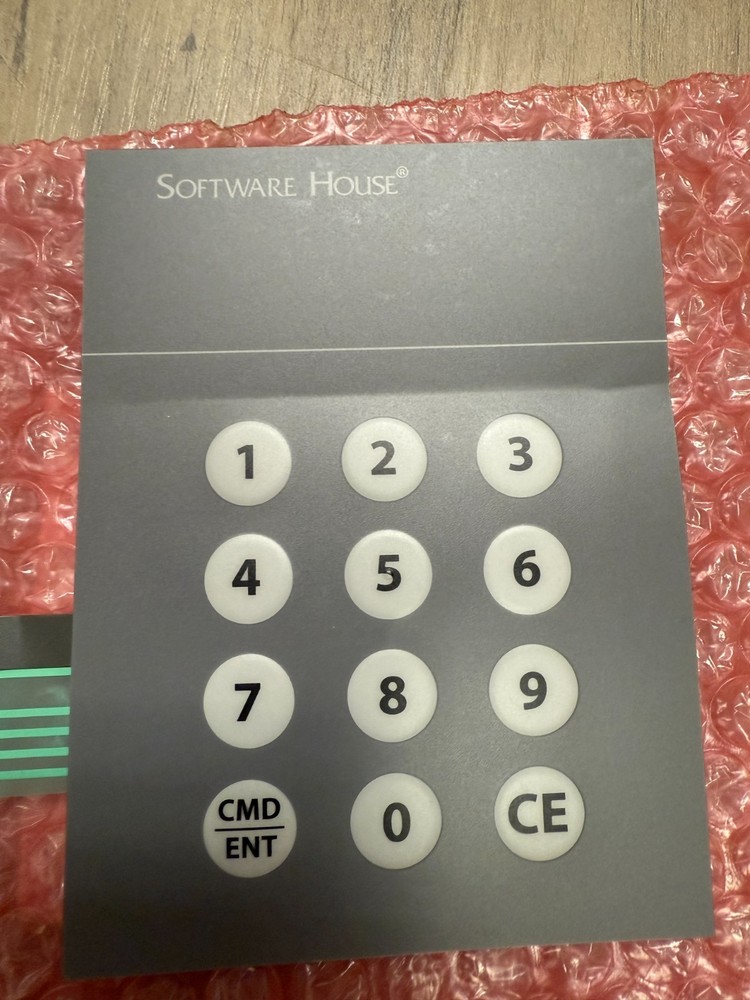 SOFTWARE HOUSE®
1 2 3
4 5 6
7 8 9
CMD
ENT
0
CE